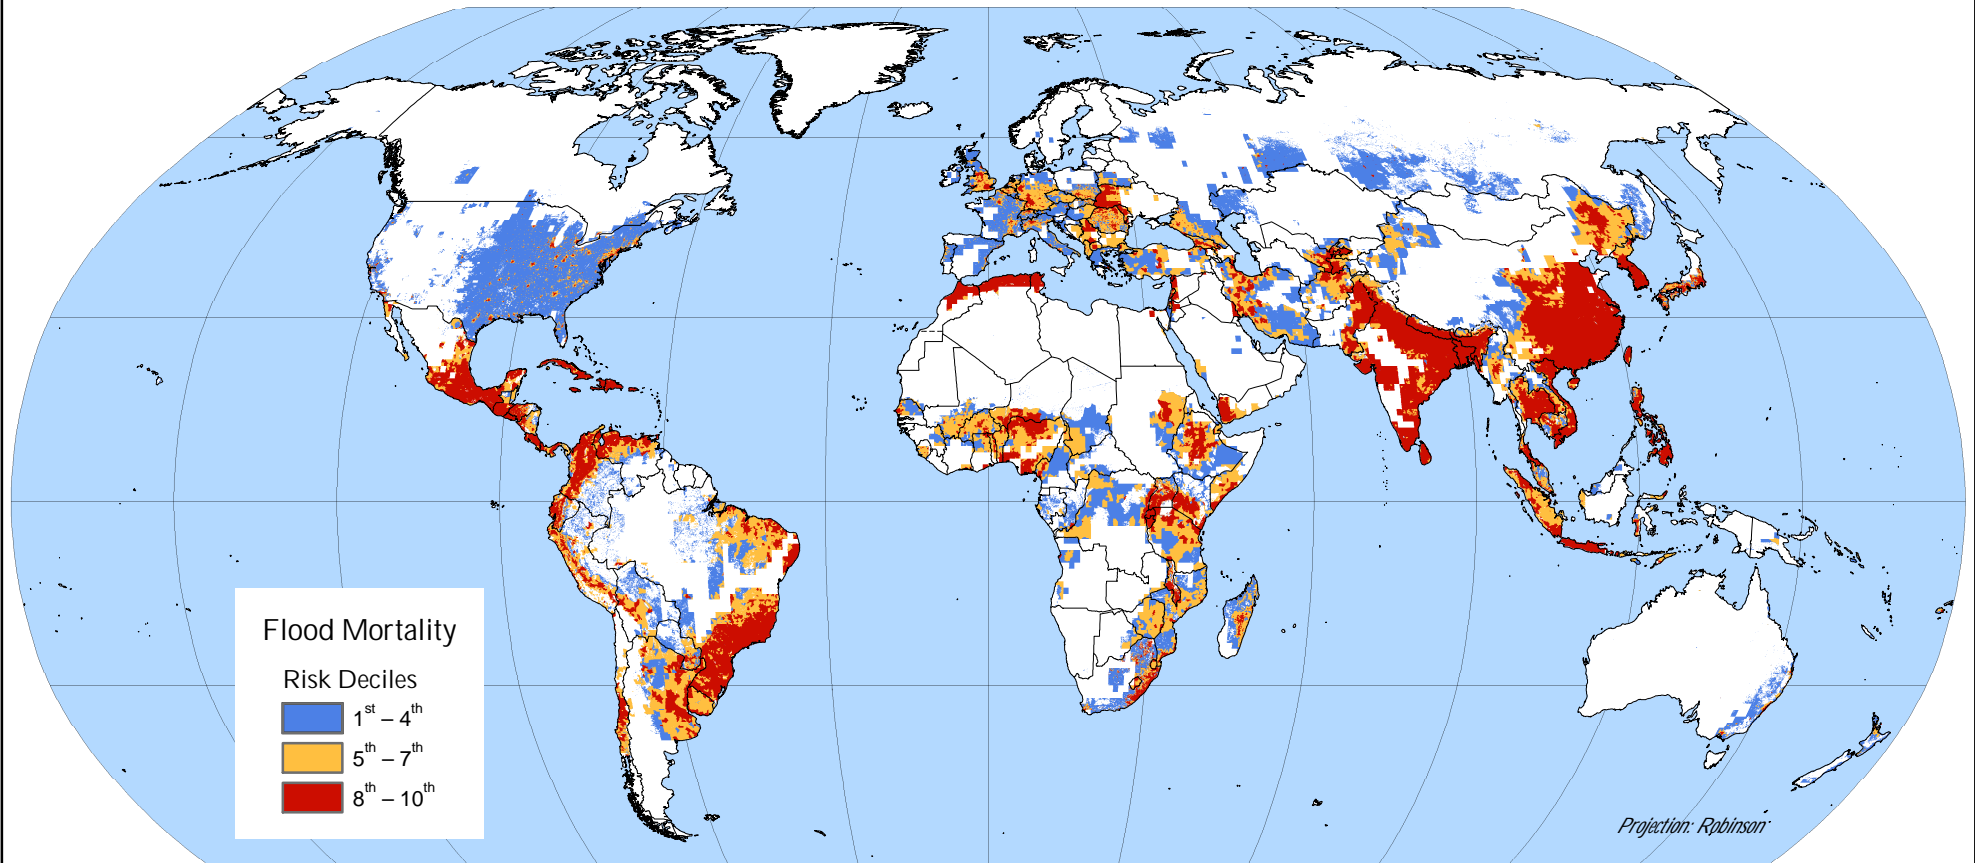 Flood Mortality
Risk Deciles
1st – 4th
5th – 7th
8th – 10th
Projection: Robinson